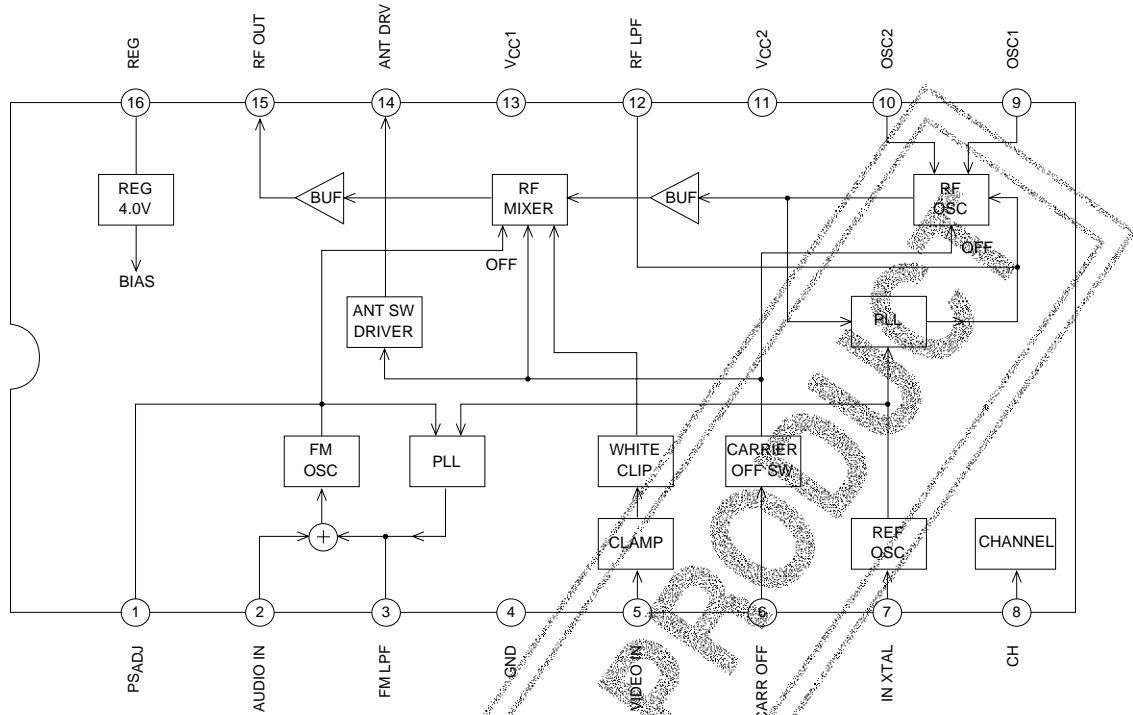 REG
RF OUT
ANT DRV
VCC1
RF LPF
VCC2
OSC2
OSC1
16
15
14
13
12
11
10
9
REG
4.0V
BUF
RF
MIXER
BUF
RF
OSC
OFF
OFF
BIAS
ANT SW
DRIVER
PLL
FM
OSC
PLL
WHITE
CLIP
CARRIER
OFF SW
+
CLAMP
REF
OSC
CHANNEL
1
2
3
4
5
6
7
8
PSADJ
AUDIO IN
FM LPF
GND
VIDEO IN
CARR OFF
IN XTAL
CH
PRODUCT